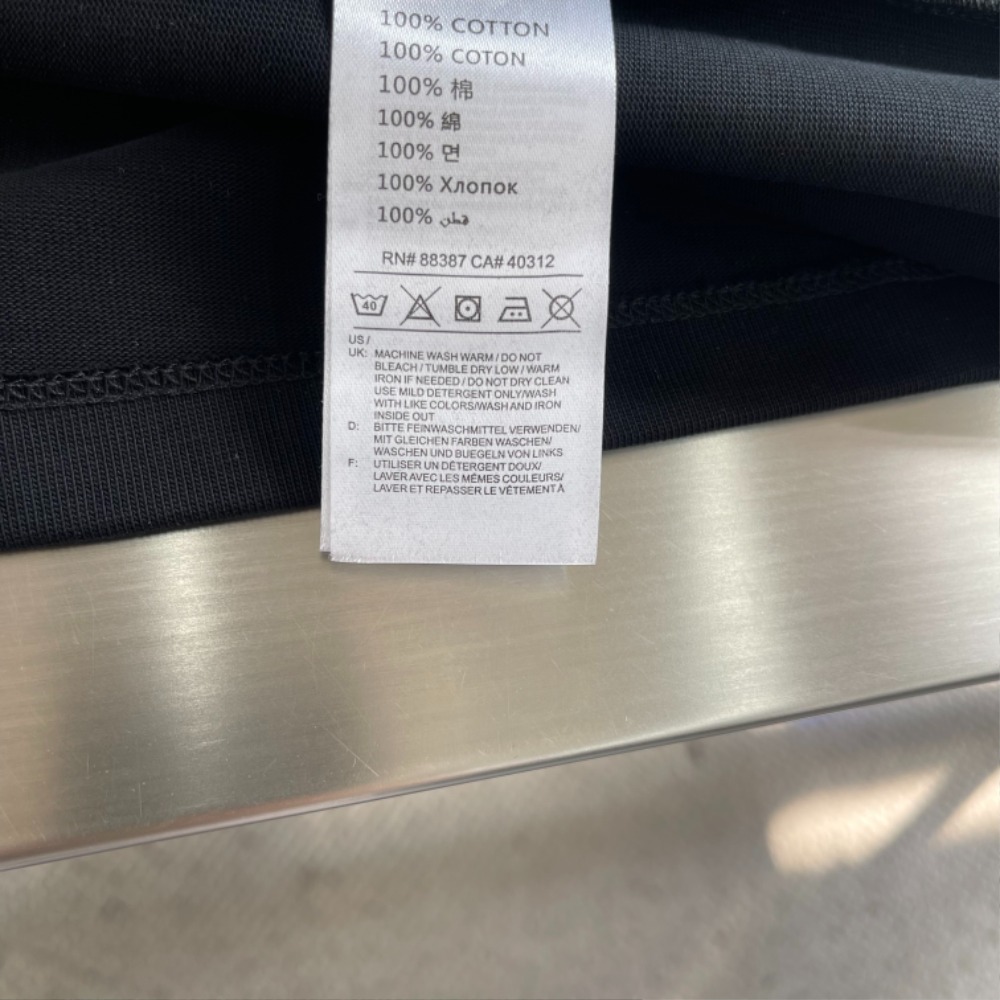 100% COTTON
100% COTON
100% 棉
100% 綿
100% 면
100% Хлопок
100% قطن
RN# 88387 CA# 40312
40
US /
UK: MACHINE WASH WARM / DO NOT
BLEACH / TUMBLE DRY LOW / WARM
IRON IF NEEDED / DO NOT DRY CLEAN
USE MILD DETERGENT ONLY/WASH
WITH LIKE COLORS/WASH AND IRON
INSIDE OUT
D: BITTE FEINWASCHMITTEL VERWENDEN/
MIT GLEICHEN FARBEN WASCHEN/
WASCHEN UND BUEGELN VON LINKS
F: UTILISER UN DÉTERGENT DOUX/
LAVER AVEC LES MÊMES COULEURS/
LAVER ET REPASSER LE VÊTEMENT À